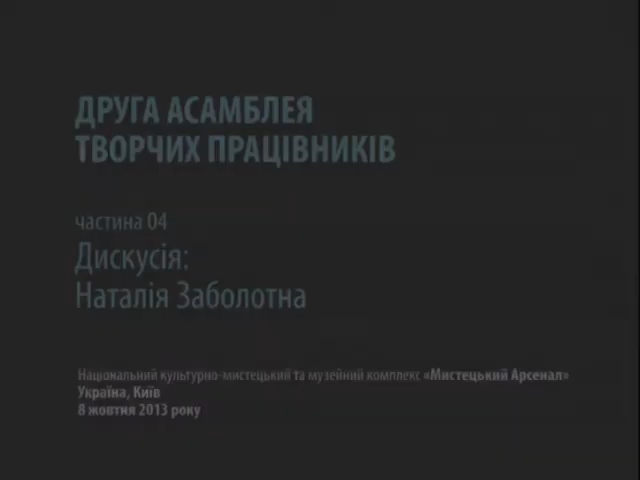 ДРУГА АСАМБЛЕЯ
ТВОРЧИХ ПРАЦІВНИКІВ
частина 04
Дискусія:
Наталія Заболотна
Національний культурно-мистецький та музейний комплекс «Мистецький Арсенал»
Україна, Київ
8 жовтня 2013 року